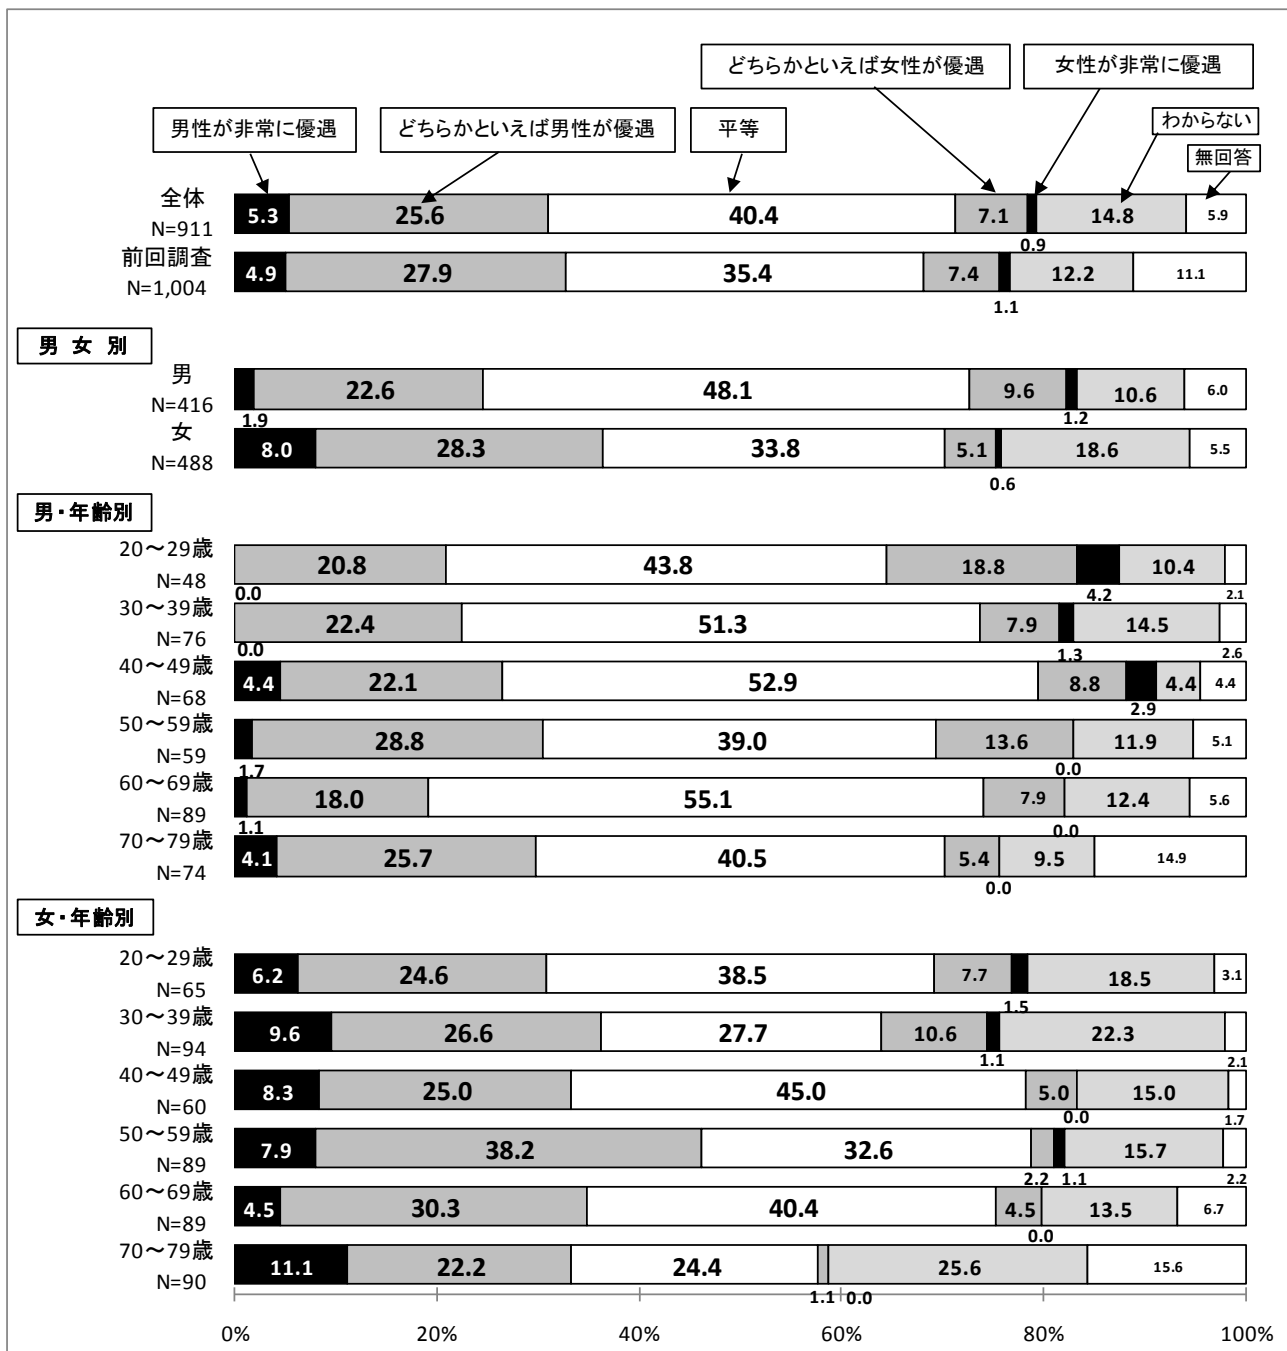 どちらかといえば女性が優遇 女性が非常に優遇
男性が非常に優遇 どちらかといえば男性が優遇 平等 わからない
無回答
全体
N=911
5.3 25.6 40.4 7.1 0.9 14.8 5.9
前回調査
N=1,004
4.9 27.9 35.4 7.4 1.1 12.2 11.1
男 女 別
男
N=416
1.9 22.6 48.1 9.6 1.2 10.6 6.0
女
N=488
8.0 28.3 33.8 5.1 0.6 18.6 5.5
男・年齢別
20～29歳
N=48
0.0 20.8 43.8 18.8 4.2 10.4 2.1
30～39歳
N=76
0.0 22.4 51.3 7.9 1.3 14.5 2.6
40～49歳
N=68
4.4 22.1 52.9 8.8 2.9 4.4 4.4
50～59歳
N=59
1.7 28.8 39.0 13.6 0.0 11.9 5.1
60～69歳
N=89
1.1 18.0 55.1 7.9 0.0 12.4 5.6
70～79歳
N=74
4.1 25.7 40.5 5.4 0.0 9.5 14.9
女・年齢別
20～29歳
N=65
6.2 24.6 38.5 7.7 1.5 18.5 3.1
30～39歳
N=94
9.6 26.6 27.7 10.6 1.1 22.3 2.1
40～49歳
N=60
8.3 25.0 45.0 5.0 0.0 15.0 1.7
50～59歳
N=89
7.9 38.2 32.6 2.2 1.1 15.7 2.2
60～69歳
N=89
4.5 30.3 40.4 4.5 0.0 13.5 6.7
70～79歳
N=90
11.1 22.2 24.4 1.1 0.0 25.6 15.6
0% 20% 40% 60% 80% 100%